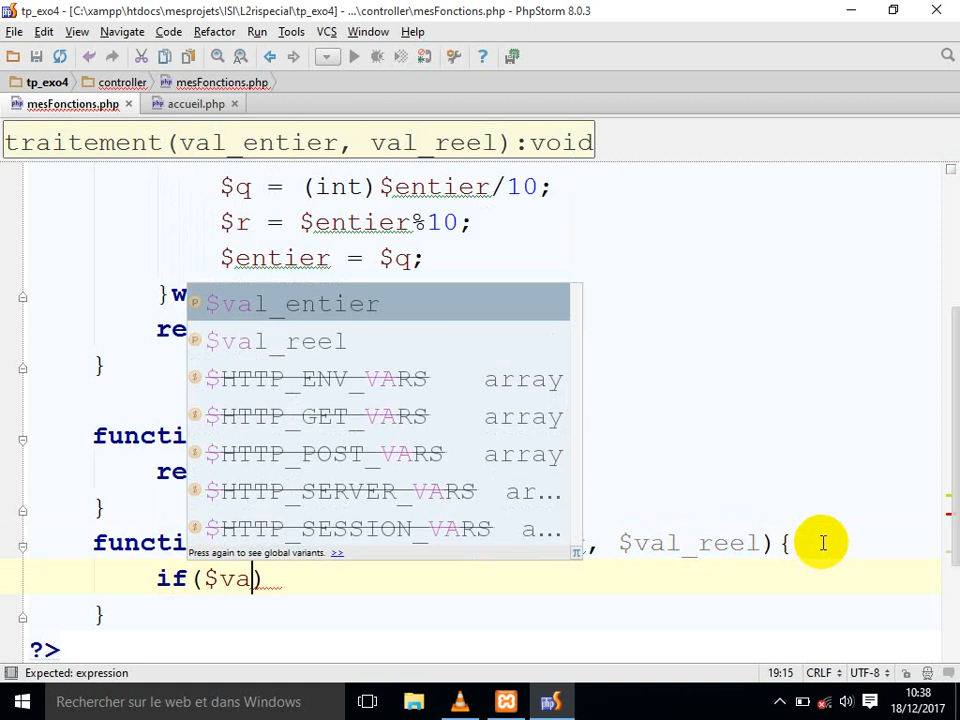 tp_exo4 - [C:\xampp\htdocs\mesprojets\ISI\L2rispecial\tp_exo4] - ...\controller\mesFonctions.php - PhpStorm 8.0.3
File Edit View Navigate Code Refactor Run Tools VCS Window Help
tp_exo4 controller mesFonctions.php
mesFonctions.php accueil.php
traitement(val_entier, val_reel):void
$q = (int)$entier/10;
$r = $entier%10;
$entier = $q;
}w
re
}
$val_entier
$val_reel
$HTTP_ENV_VARS array
$HTTP_GET_VARS array
$HTTP_POST_VARS array
$HTTP_SERVER_VARS ar...
$HTTP_SESSION_VARS a...
Press again to see global variants. >>
functi
re
}
functi , $val_reel){
if($va)
}
?>
Expected: expression 19:15 CRLF UTF-8
Rechercher sur le web et dans Windows
10:38
18/12/2017